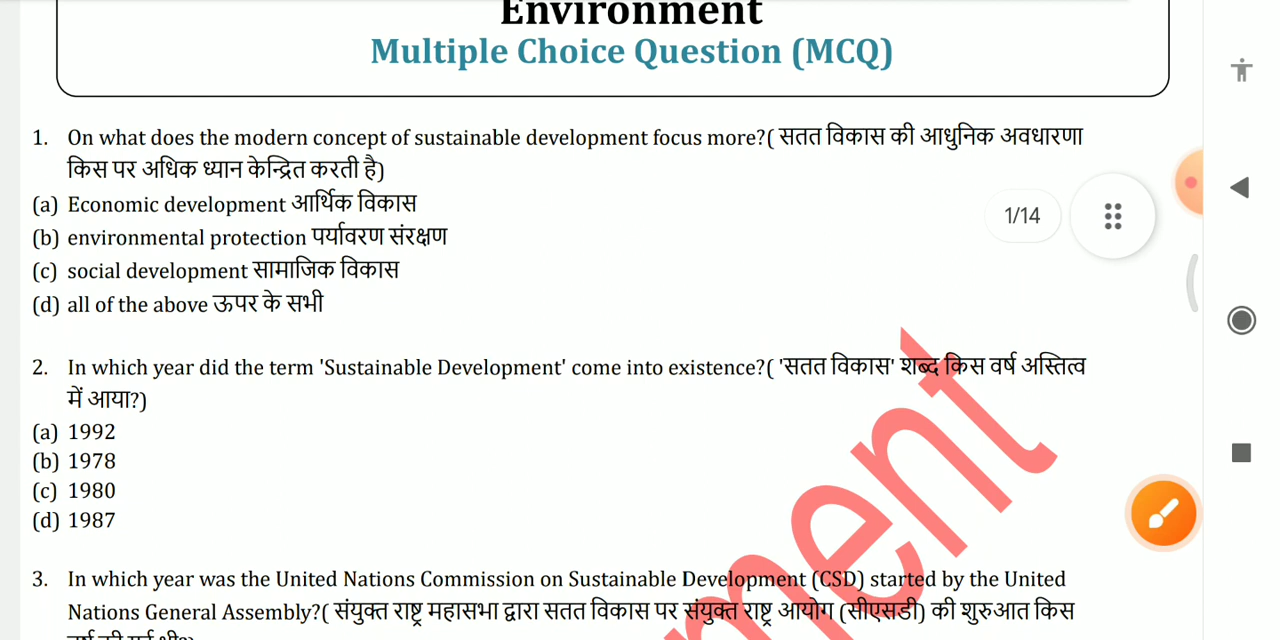 Environment
Multiple Choice Question (MCQ)
1. On what does the modern concept of sustainable development focus more?( सतत विकास की आधुनिक अवधारणा
किस पर अधिक ध्यान केन्द्रित करती है)
(a) Economic development आर्थिक विकास
(b) environmental protection पर्यावरण संरक्षण
1/14
(c) social development सामाजिक विकास
(d) all of the above ऊपर के सभी
2. In which year did the term 'Sustainable Development' come into existence?( 'सतत विकास' शब्द किस वर्ष अस्तित्व
में आया?)
(a) 1992
(b) 1978
(c) 1980
(d) 1987
3. In which year was the United Nations Commission on Sustainable Development (CSD) started by the United
Nations General Assembly?( संयुक्त राष्ट्र महासभा द्वारा सतत विकास पर संयुक्त राष्ट्र आयोग (सीएसडी) की शुरुआत किस
ment